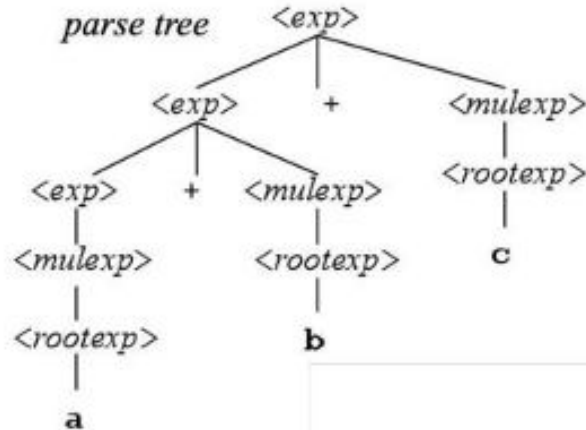 parse tree
<exp>
<exp> + <mulexp>
<rootexp>
<exp> + <mulexp>
c
<mulexp> <rootexp>
b
<rootexp>
a